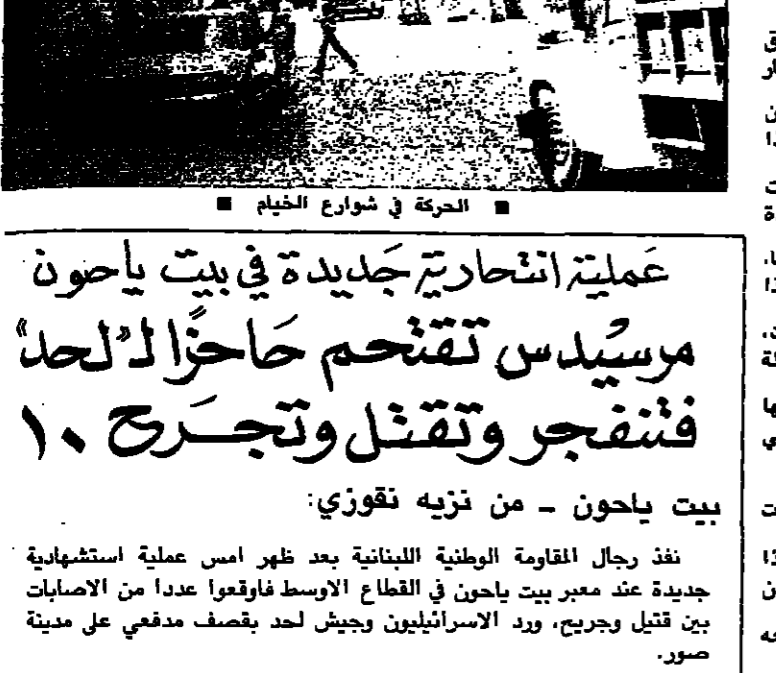 ■ الحركة في شوارع الخيام ■
عملية انتحارية جديدة في بيت ياحون
مرسيدس تقتحم حاجزا لـ"لحد"
فتنفجر وتقتل وتجرح ١٠
بيت ياحون - من نزيه نقوزي:
نفذ رجال المقاومة الوطنية اللبنانية بعد ظهر امس عملية استشهادية
جديدة عند معبر بيت ياحون في القطاع الاوسط فاوقعوا عددا من الاصابات
بين قتيل وجريح، ورد الاسرائيليون وجيش لحد بقصف مدفعي على مدينة
صور.